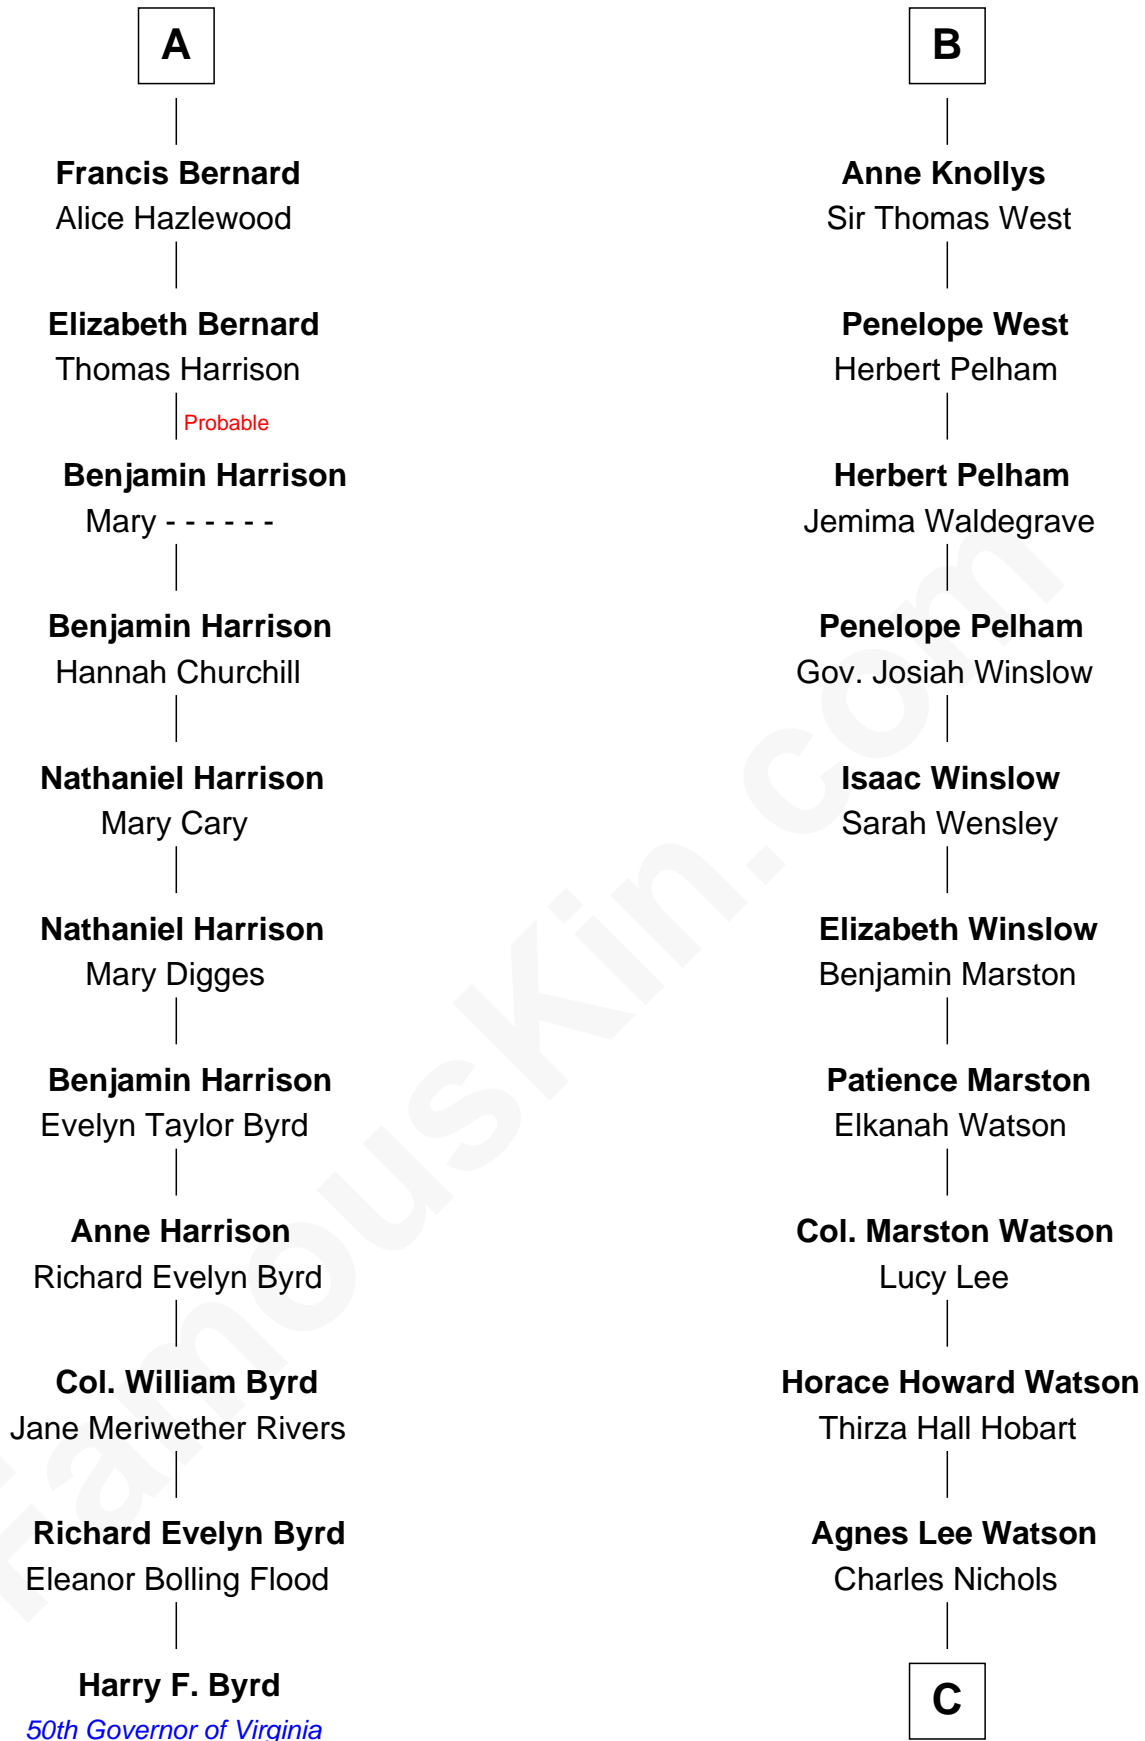 A
Francis Bernard
Alice Hazlewood
Elizabeth Bernard
Thomas Harrison
Probable
Benjamin Harrison
Mary - - - - - -
Benjamin Harrison
Hannah Churchill
Nathaniel Harrison
Mary Cary
Nathaniel Harrison
Mary Digges
Benjamin Harrison
Evelyn Taylor Byrd
Anne Harrison
Richard Evelyn Byrd
Col. William Byrd
Jane Meriwether Rivers
Richard Evelyn Byrd
Eleanor Bolling Flood
Harry F. Byrd
50th Governor of Virginia
B
Anne Knollys
Sir Thomas West
Penelope West
Herbert Pelham
Herbert Pelham
Jemima Waldegrave
Penelope Pelham
Gov. Josiah Winslow
Isaac Winslow
Sarah Wensley
Elizabeth Winslow
Benjamin Marston
Patience Marston
Elkanah Watson
Col. Marston Watson
Lucy Lee
Horace Howard Watson
Thirza Hall Hobart
Agnes Lee Watson
Charles Nichols
C
FamousKin.com